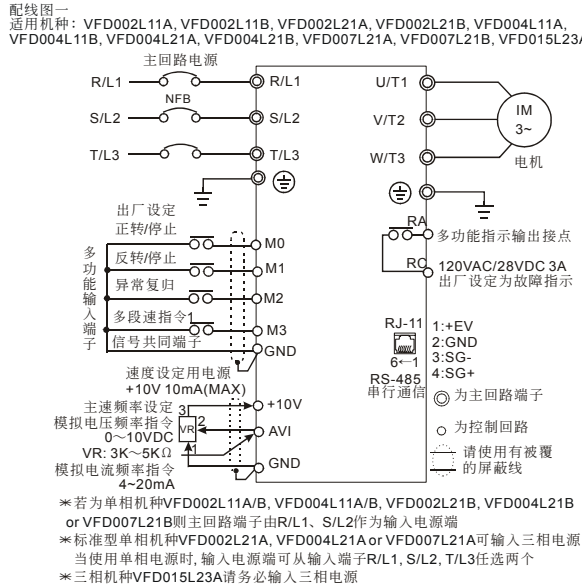 配线图一
适用机种: VFD002L11A, VFD002L11B, VFD002L21A, VFD002L21B, VFD004L11A,
VFD004L11B, VFD004L21A, VFD004L21B, VFD007L21A, VFD007L21B, VFD015L23A
主回路电源
R/L1
R/L1
U/T1
NFB
S/L2
S/L2
V/T2
IM
3~
T/L3
T/L3
W/T3
电机
出厂设定
正转/停止
M0
反转/停止
M1
异常复归
M2
多段速指令1
M3
信号共同端子
GND
多功能输入端子
RA
多功能指示输出接点
RC
120VAC/28VDC 3A
出厂设定为故障指示
RJ-11
6←1
RS-485
串行通信
1:+EV
2:GND
3:SG-
4:SG+
为主回路端子
为控制回路
请使用有被覆
的屏蔽线
速度设定用电源
+10V 10mA(MAX)
+10V
主速频率设定
3
模拟电压频率指令
VR
2
0～10VDC
AVI
VR: 3K～5KΩ
1
模拟电流频率指令
GND
4~20mA
✳若为单相机种VFD002L11A/B, VFD004L11A/B, VFD002L21B, VFD004L21B
or VFD007L21B则主回路端子由R/L1、S/L2作为输入电源端
✳标准型单相机种VFD002L21A, VFD004L21A or VFD007L21A可输入三相电源
当使用单相电源时, 输入电源端可从输入端子R/L1, S/L2, T/L3任选两个
✳三相机种VFD015L23A请务必输入三相电源